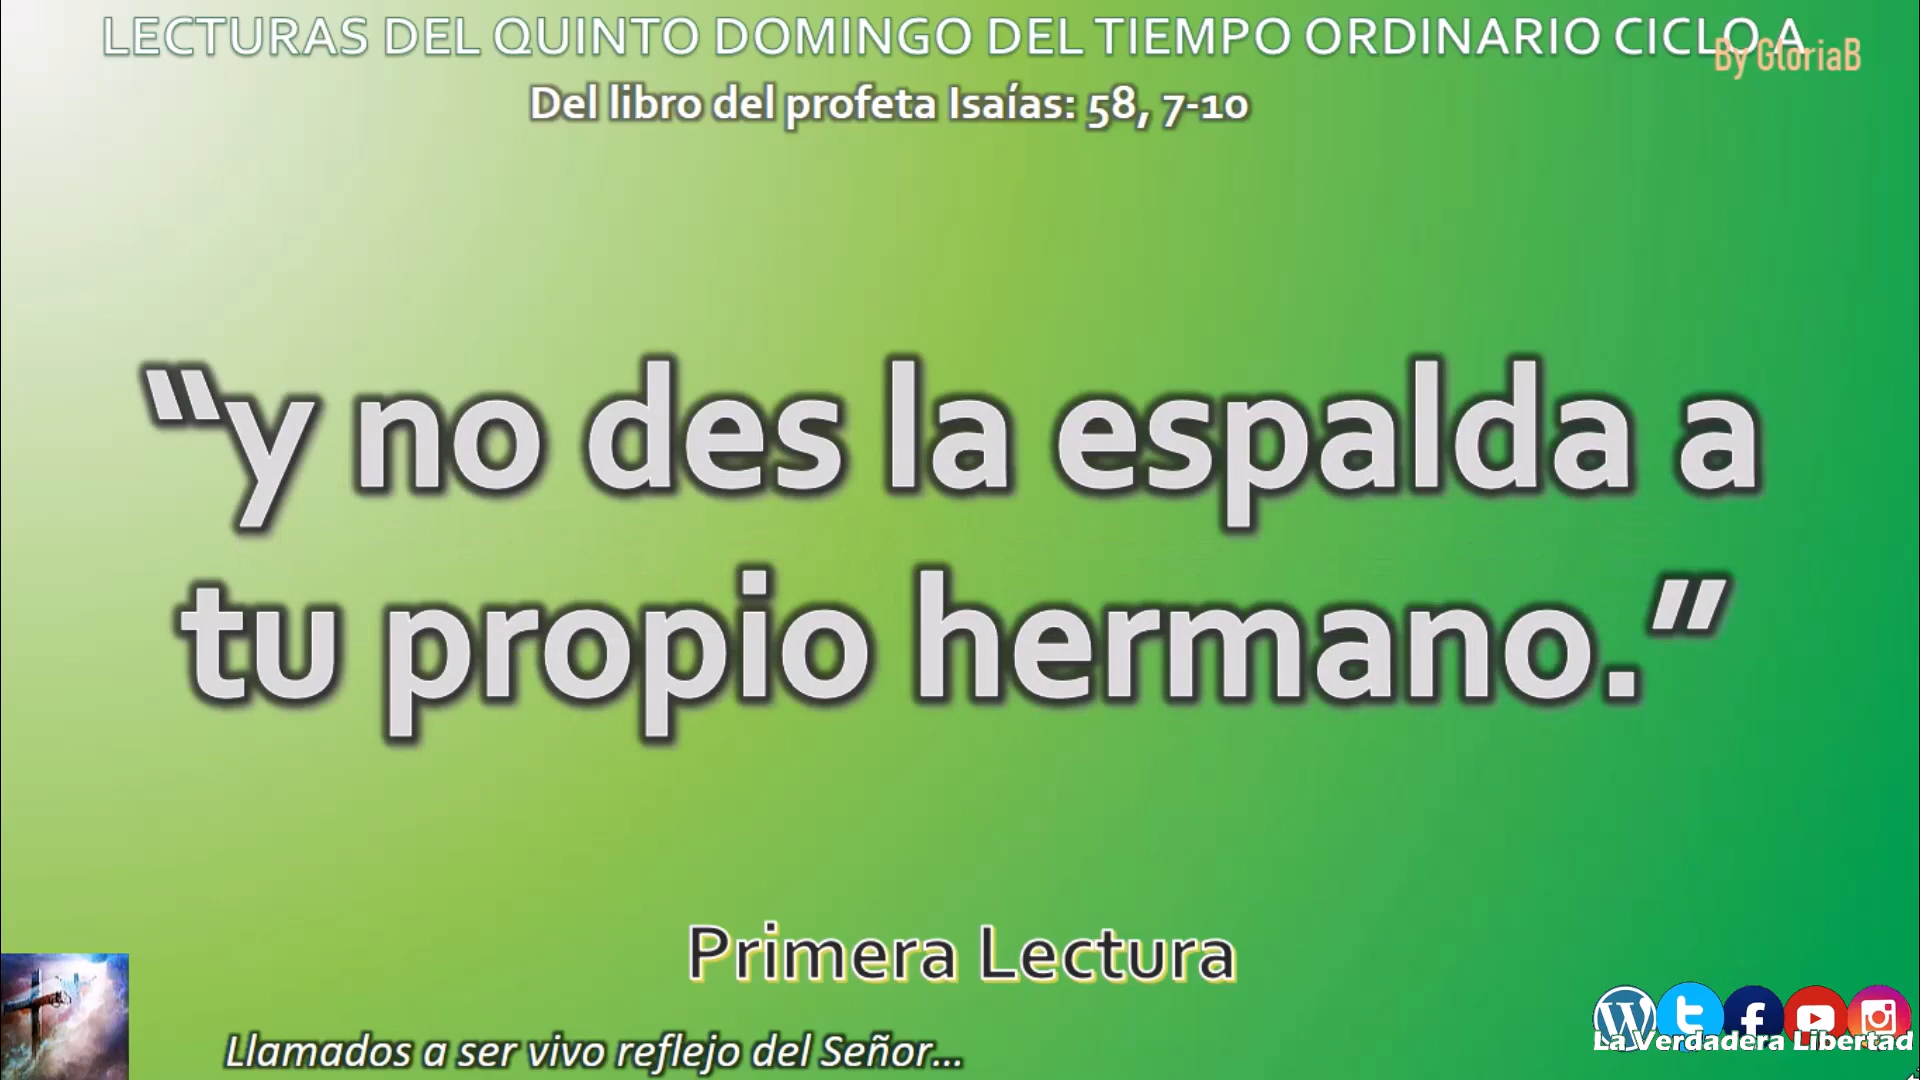 LECTURAS DEL QUINTO DOMINGO DEL TIEMPO ORDINARIO CICLO A
By GloriaB
Del libro del profeta Isaías: 58, 7-10
“y no des la espalda a
tu propio hermano.”
Primera Lectura
Llamados a ser vivo reflejo del Señor...
La Verdadera Libertad